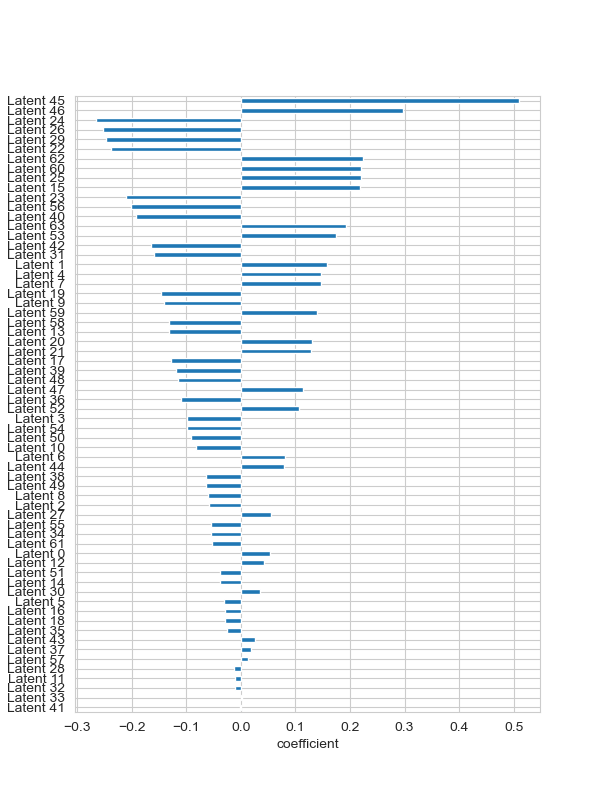 Latent 45
Latent 46
Latent 24
Latent 26
Latent 29
Latent 22
Latent 62
Latent 60
Latent 25
Latent 15
Latent 23
Latent 56
Latent 40
Latent 63
Latent 53
Latent 42
Latent 31
Latent 1
Latent 4
Latent 7
Latent 19
Latent 9
Latent 59
Latent 58
Latent 13
Latent 20
Latent 21
Latent 17
Latent 39
Latent 48
Latent 47
Latent 36
Latent 52
Latent 3
Latent 54
Latent 50
Latent 10
Latent 6
Latent 44
Latent 38
Latent 49
Latent 8
Latent 2
Latent 27
Latent 55
Latent 34
Latent 61
Latent 0
Latent 12
Latent 51
Latent 14
Latent 30
Latent 5
Latent 16
Latent 18
Latent 35
Latent 43
Latent 37
Latent 57
Latent 28
Latent 11
Latent 32
Latent 33
Latent 41
−0.3 −0.2 −0.1 0.0 0.1 0.2 0.3 0.4 0.5
coefficient